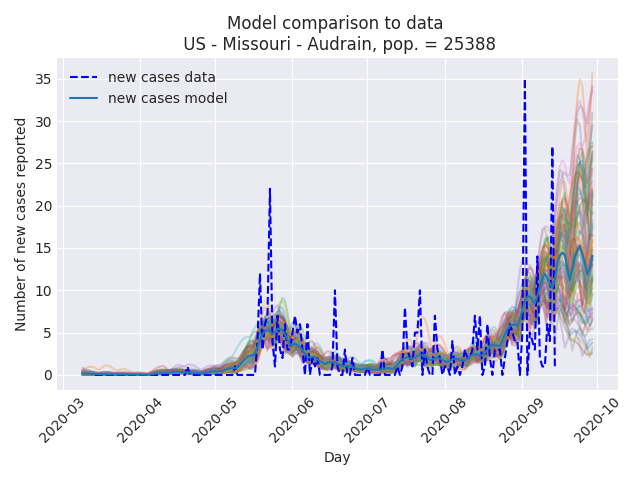 Model comparison to data
US - Missouri - Audrain, pop. = 25388
new cases data
new cases model
Number of new cases reported
35
30
25
20
15
10
5
0
2020-03
2020-04
2020-05
2020-06
2020-07
2020-08
2020-09
2020-10
Day